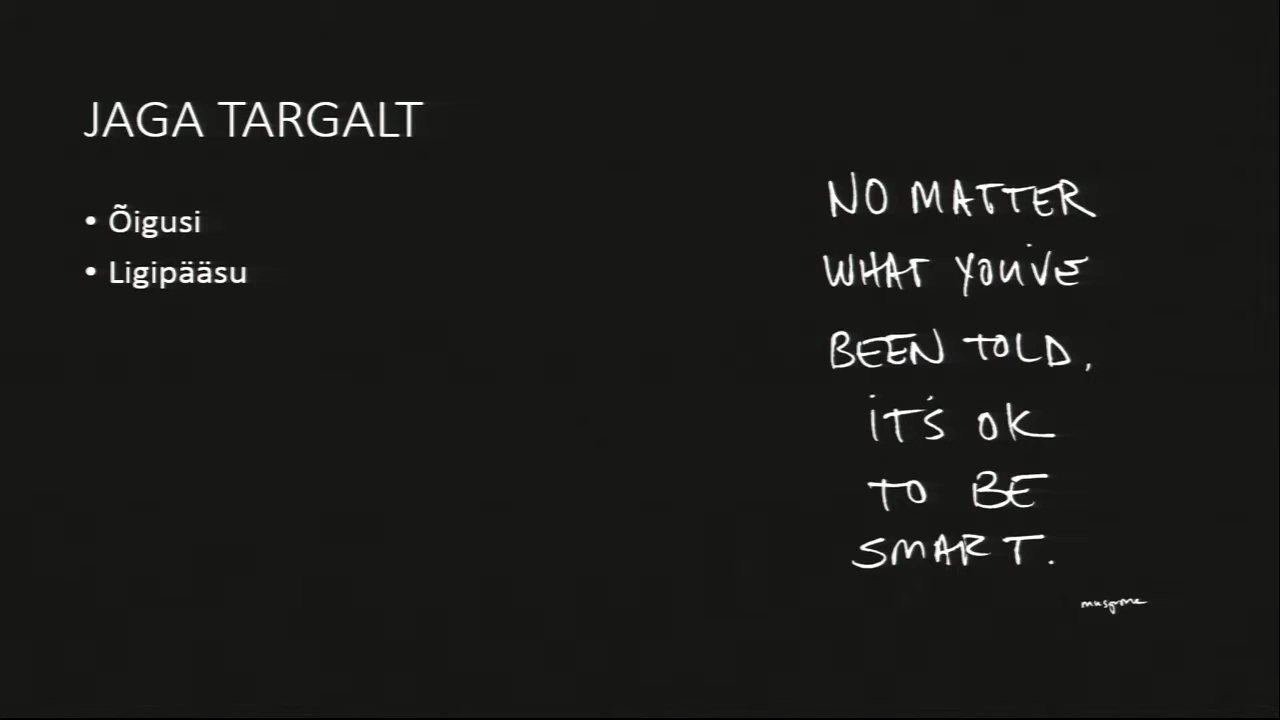 JAGA TARGALT
• Õigusi
• Ligipääsu
NO MATTER
WHAT YOU'VE
BEEN TOLD,
IT'S OK
TO BE
SMART.